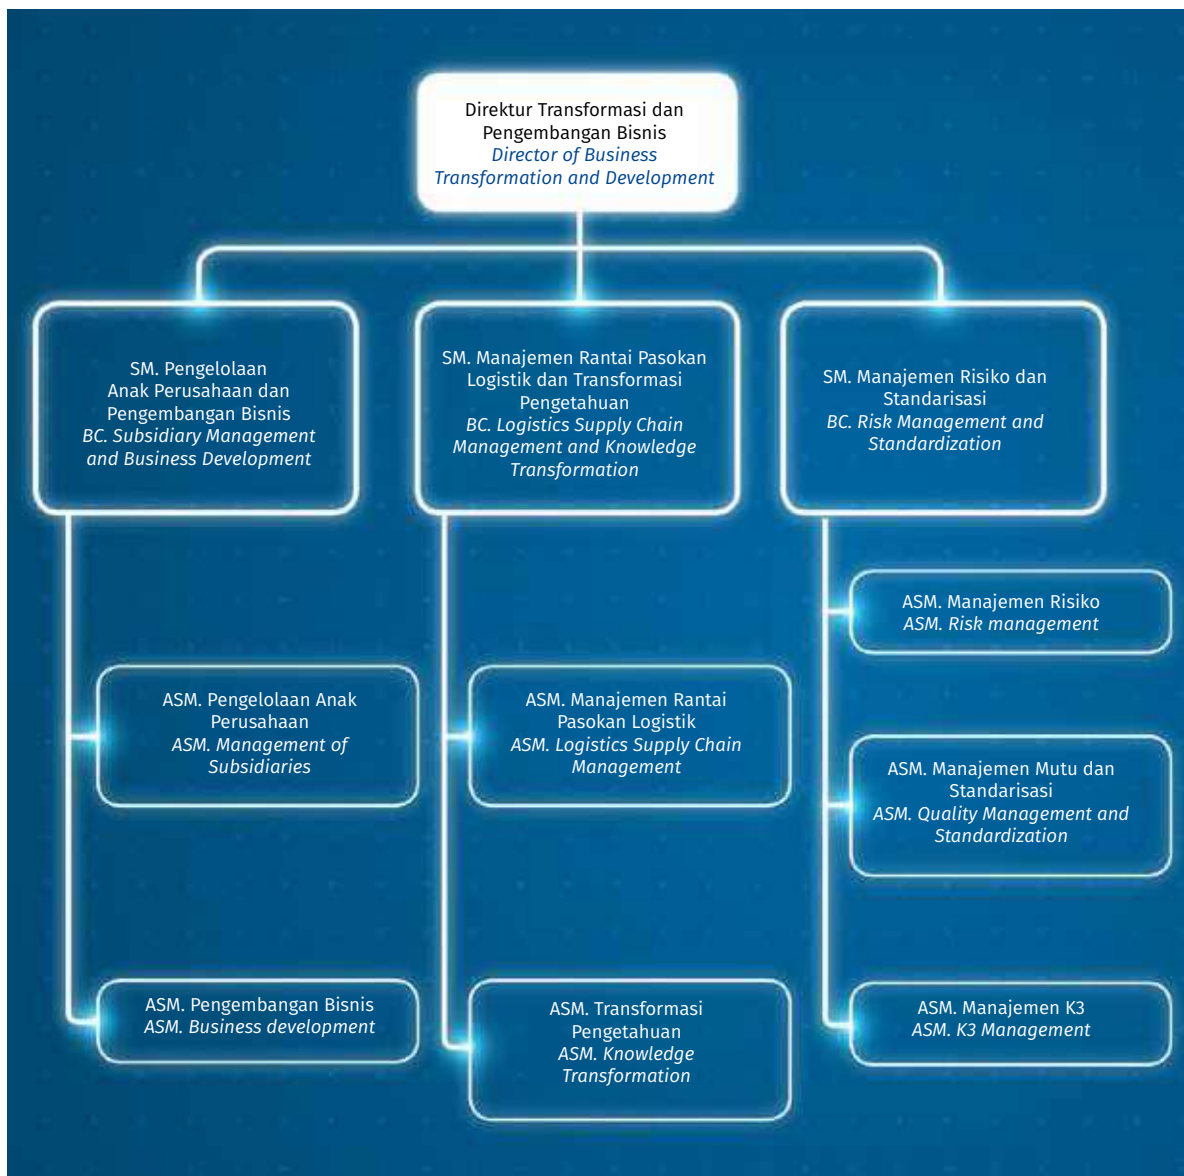 Direktur Transformasi dan
Pengembangan Bisnis
Director of Business
Transformation and Development
SM. Pengelolaan
Anak Perusahaan dan
Pengembangan Bisnis
BC. Subsidiary Management
and Business Development
SM. Manajemen Rantai Pasokan
Logistik dan Transformasi
Pengetahuan
BC. Logistics Supply Chain
Management and Knowledge
Transformation
SM. Manajemen Risiko dan
Standarisasi
BC. Risk Management and
Standardization
ASM. Pengelolaan Anak
Perusahaan
ASM. Management of
Subsidiaries
ASM. Pengembangan Bisnis
ASM. Business development
ASM. Manajemen Rantai
Pasokan Logistik
ASM. Logistics Supply Chain
Management
ASM. Transformasi
Pengetahuan
ASM. Knowledge
Transformation
ASM. Manajemen Risiko
ASM. Risk management
ASM. Manajemen Mutu dan
Standarisasi
ASM. Quality Management and
Standardization
ASM. Manajemen K3
ASM. K3 Management